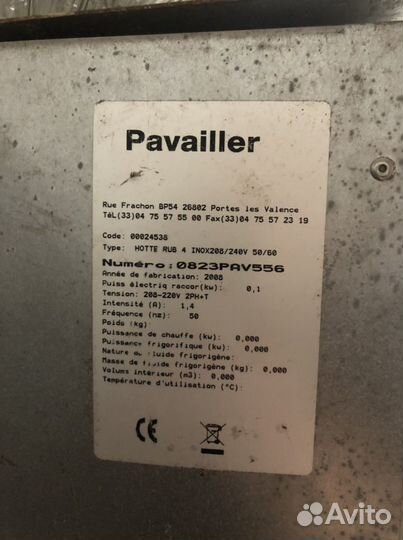 Pavailler
Rue Frachon BP54 26802 Portes les Valence
TéL(33)04 75 57 55 00 Fax(33)04 75 57 23 19
Code: 00024538
Type: HOTTE RUB 4 INOX208/240V 50/60
Numéro:0823PAV556
Année de fabrication: 2008
Puiss électriq raccor(kw): 0,1
Tension: 208-220V 2PH+T
Intensité (A): 1,4
Fréquence (hz): 50
Poids (kg)
Puissance de chauffe (kw): 0,000
Puissance frigorifique (kw): 0,000
Nature du fluide frigorigène:
Masse de fluide frigorigène (kg): 0,000
Volume intérieur (m3): 0,000
Température d'utilisation (°C):
CE
Avito